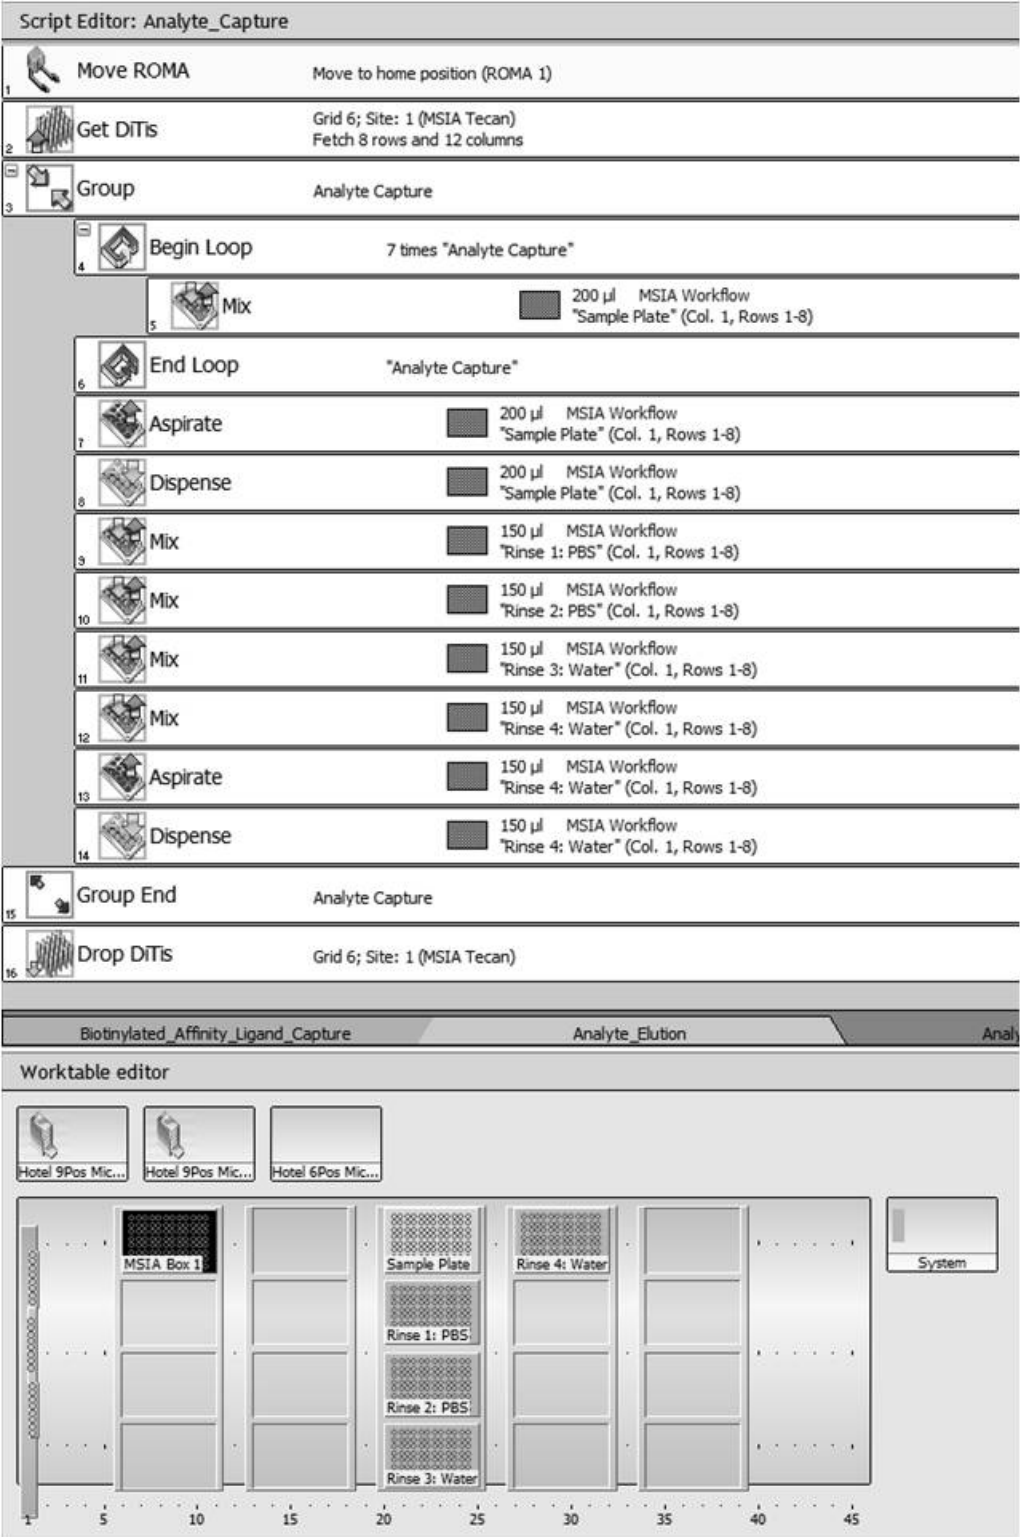 Script Editor: Analyte_Capture
1 Move ROMA Move to home position (ROMA 1)
2 Get DiTis Grid 6; Site: 1 (MSIA Tecan)
Fetch 8 rows and 12 columns
3 Group Analyte Capture
4 Begin Loop 7 times "Analyte Capture"
5 Mix 200 µl MSIA Workflow
"Sample Plate" (Col. 1, Rows 1-8)
6 End Loop "Analyte Capture"
7 Aspirate 200 µl MSIA Workflow
"Sample Plate" (Col. 1, Rows 1-8)
8 Dispense 200 µl MSIA Workflow
"Sample Plate" (Col. 1, Rows 1-8)
9 Mix 150 µl MSIA Workflow
"Rinse 1: PBS" (Col. 1, Rows 1-8)
10 Mix 150 µl MSIA Workflow
"Rinse 2: PBS" (Col. 1, Rows 1-8)
11 Mix 150 µl MSIA Workflow
"Rinse 3: Water" (Col. 1, Rows 1-8)
12 Mix 150 µl MSIA Workflow
"Rinse 4: Water" (Col. 1, Rows 1-8)
13 Aspirate 150 µl MSIA Workflow
"Rinse 4: Water" (Col. 1, Rows 1-8)
14 Dispense 150 µl MSIA Workflow
"Rinse 4: Water" (Col. 1, Rows 1-8)
15 Group End Analyte Capture
16 Drop DiTis Grid 6; Site: 1 (MSIA Tecan)
Biotinylated_Affinity_Ligand_Capture Analyte_Elution Analy
Worktable editor
Hotel 9Pos Mic... Hotel 9Pos Mic... Hotel 6Pos Mic...
MSIA Box 1 Sample Plate Rinse 4: Water System
Rinse 1: PBS
Rinse 2: PBS
Rinse 3: Water
1 5 10 15 20 25 30 35 40 45